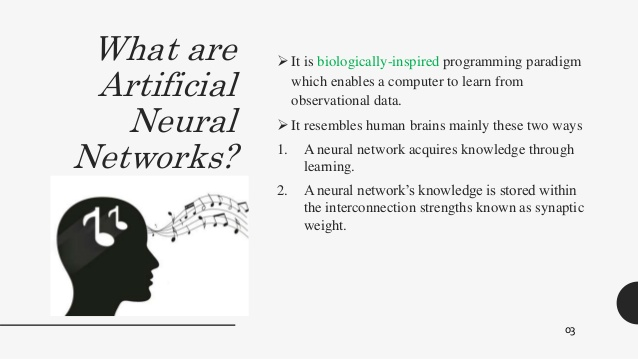 What are
Artificial
Neural
Networks?
➢ It is biologically-inspired programming paradigm
which enables a computer to learn from
observational data.
➢ It resembles human brains mainly these two ways
1. A neural network acquires knowledge through
learning.
2. A neural network’s knowledge is stored within
the interconnection strengths known as synaptic
weight.
03